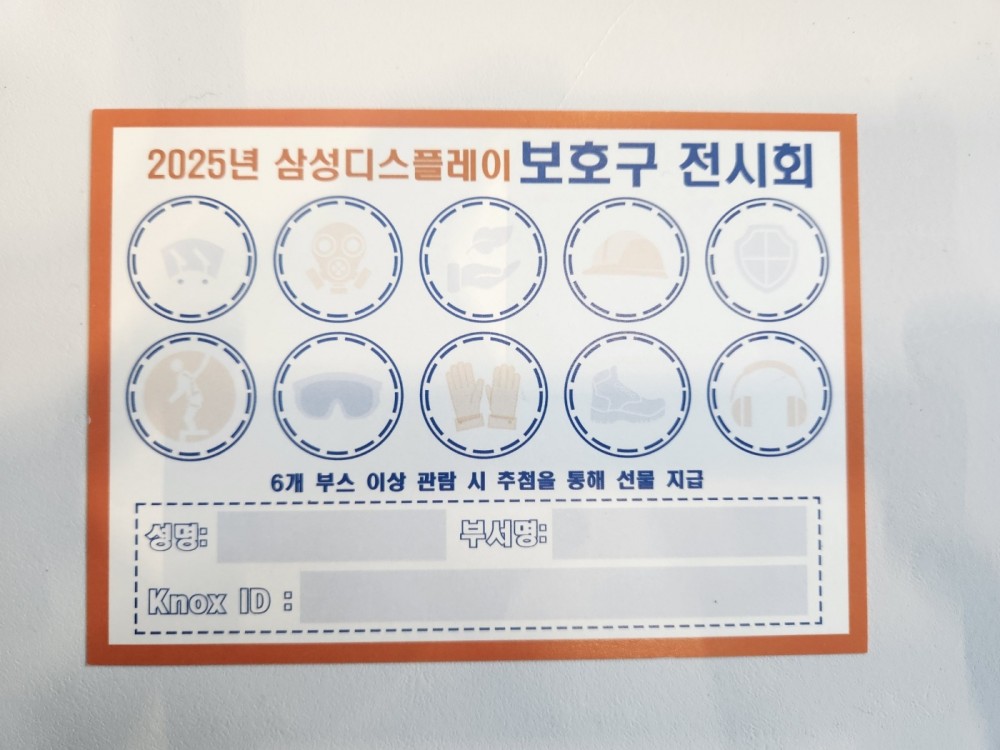 2025년 삼성디스플레이 보호구 전시회
6개 부스 이상 관람 시 추첨을 통해 선물 지급
성명: 부서명:
Knox ID :